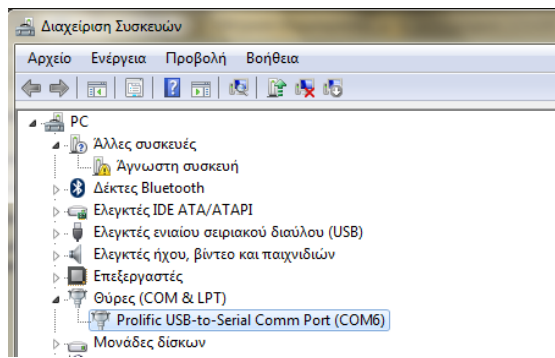 Διαχείριση Συσκευών
Αρχείο Ενέργεια Προβολή Βοήθεια
PC
Άλλες συσκευές
Άγνωστη συσκευή
Δέκτες Bluetooth
Ελεγκτές IDE ATA/ATAPI
Ελεγκτές ενιαίου σειριακού διαύλου (USB)
Ελεγκτές ήχου, βίντεο και παιχνιδιών
Επεξεργαστές
Θύρες (COM & LPT)
Prolific USB-to-Serial Comm Port (COM6)
Μονάδες δίσκων